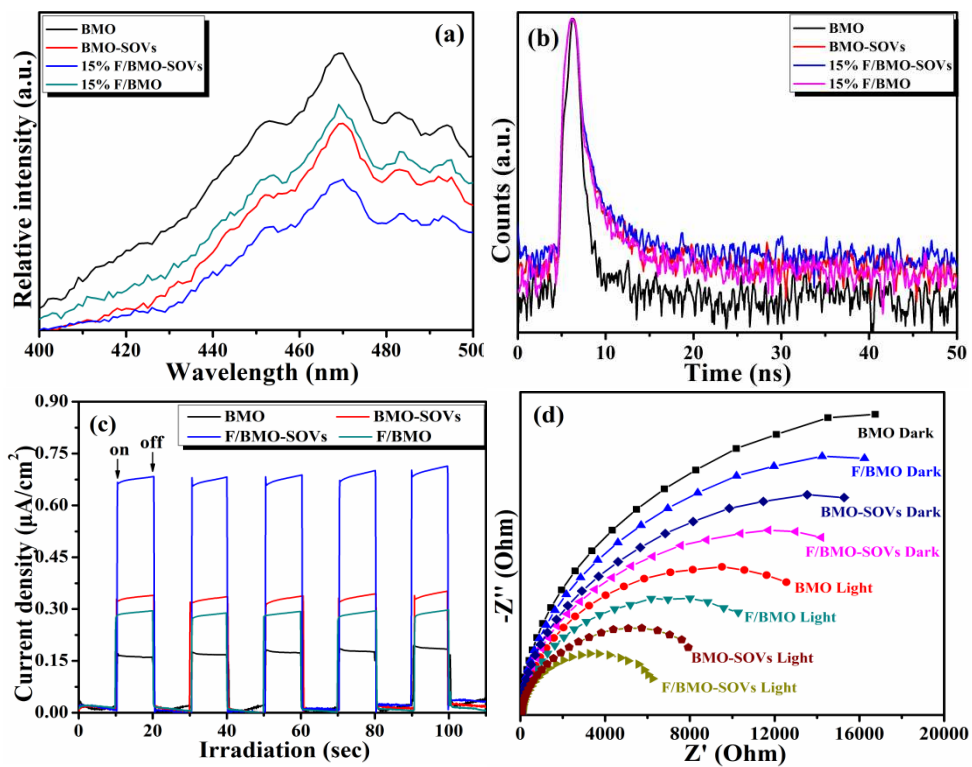 (a)
BMO
BMO-SOVs
15% F/BMO-SOVs
15% F/BMO
Relative intensity (a.u.)
400 420 440 460 480 500
Wavelength (nm)
(b)
BMO
BMO-SOVs
15% F/BMO-SOVs
15% F/BMO
Counts (a.u.)
0 10 20 30 40 50
Time (ns)
(c)
BMO BMO-SOVs
F/BMO-SOVs F/BMO
on off
Current density (μA/cm²)
0.90
0.75
0.60
0.45
0.30
0.15
0.00
0 20 40 60 80 100
Irradiation (sec)
(d)
BMO Dark
F/BMO Dark
BMO-SOVs Dark
F/BMO-SOVs Dark
BMO Light
F/BMO Light
BMO-SOVs Light
F/BMO-SOVs Light
-Z'' (Ohm)
0 4000 8000 12000 16000 20000
Z' (Ohm)